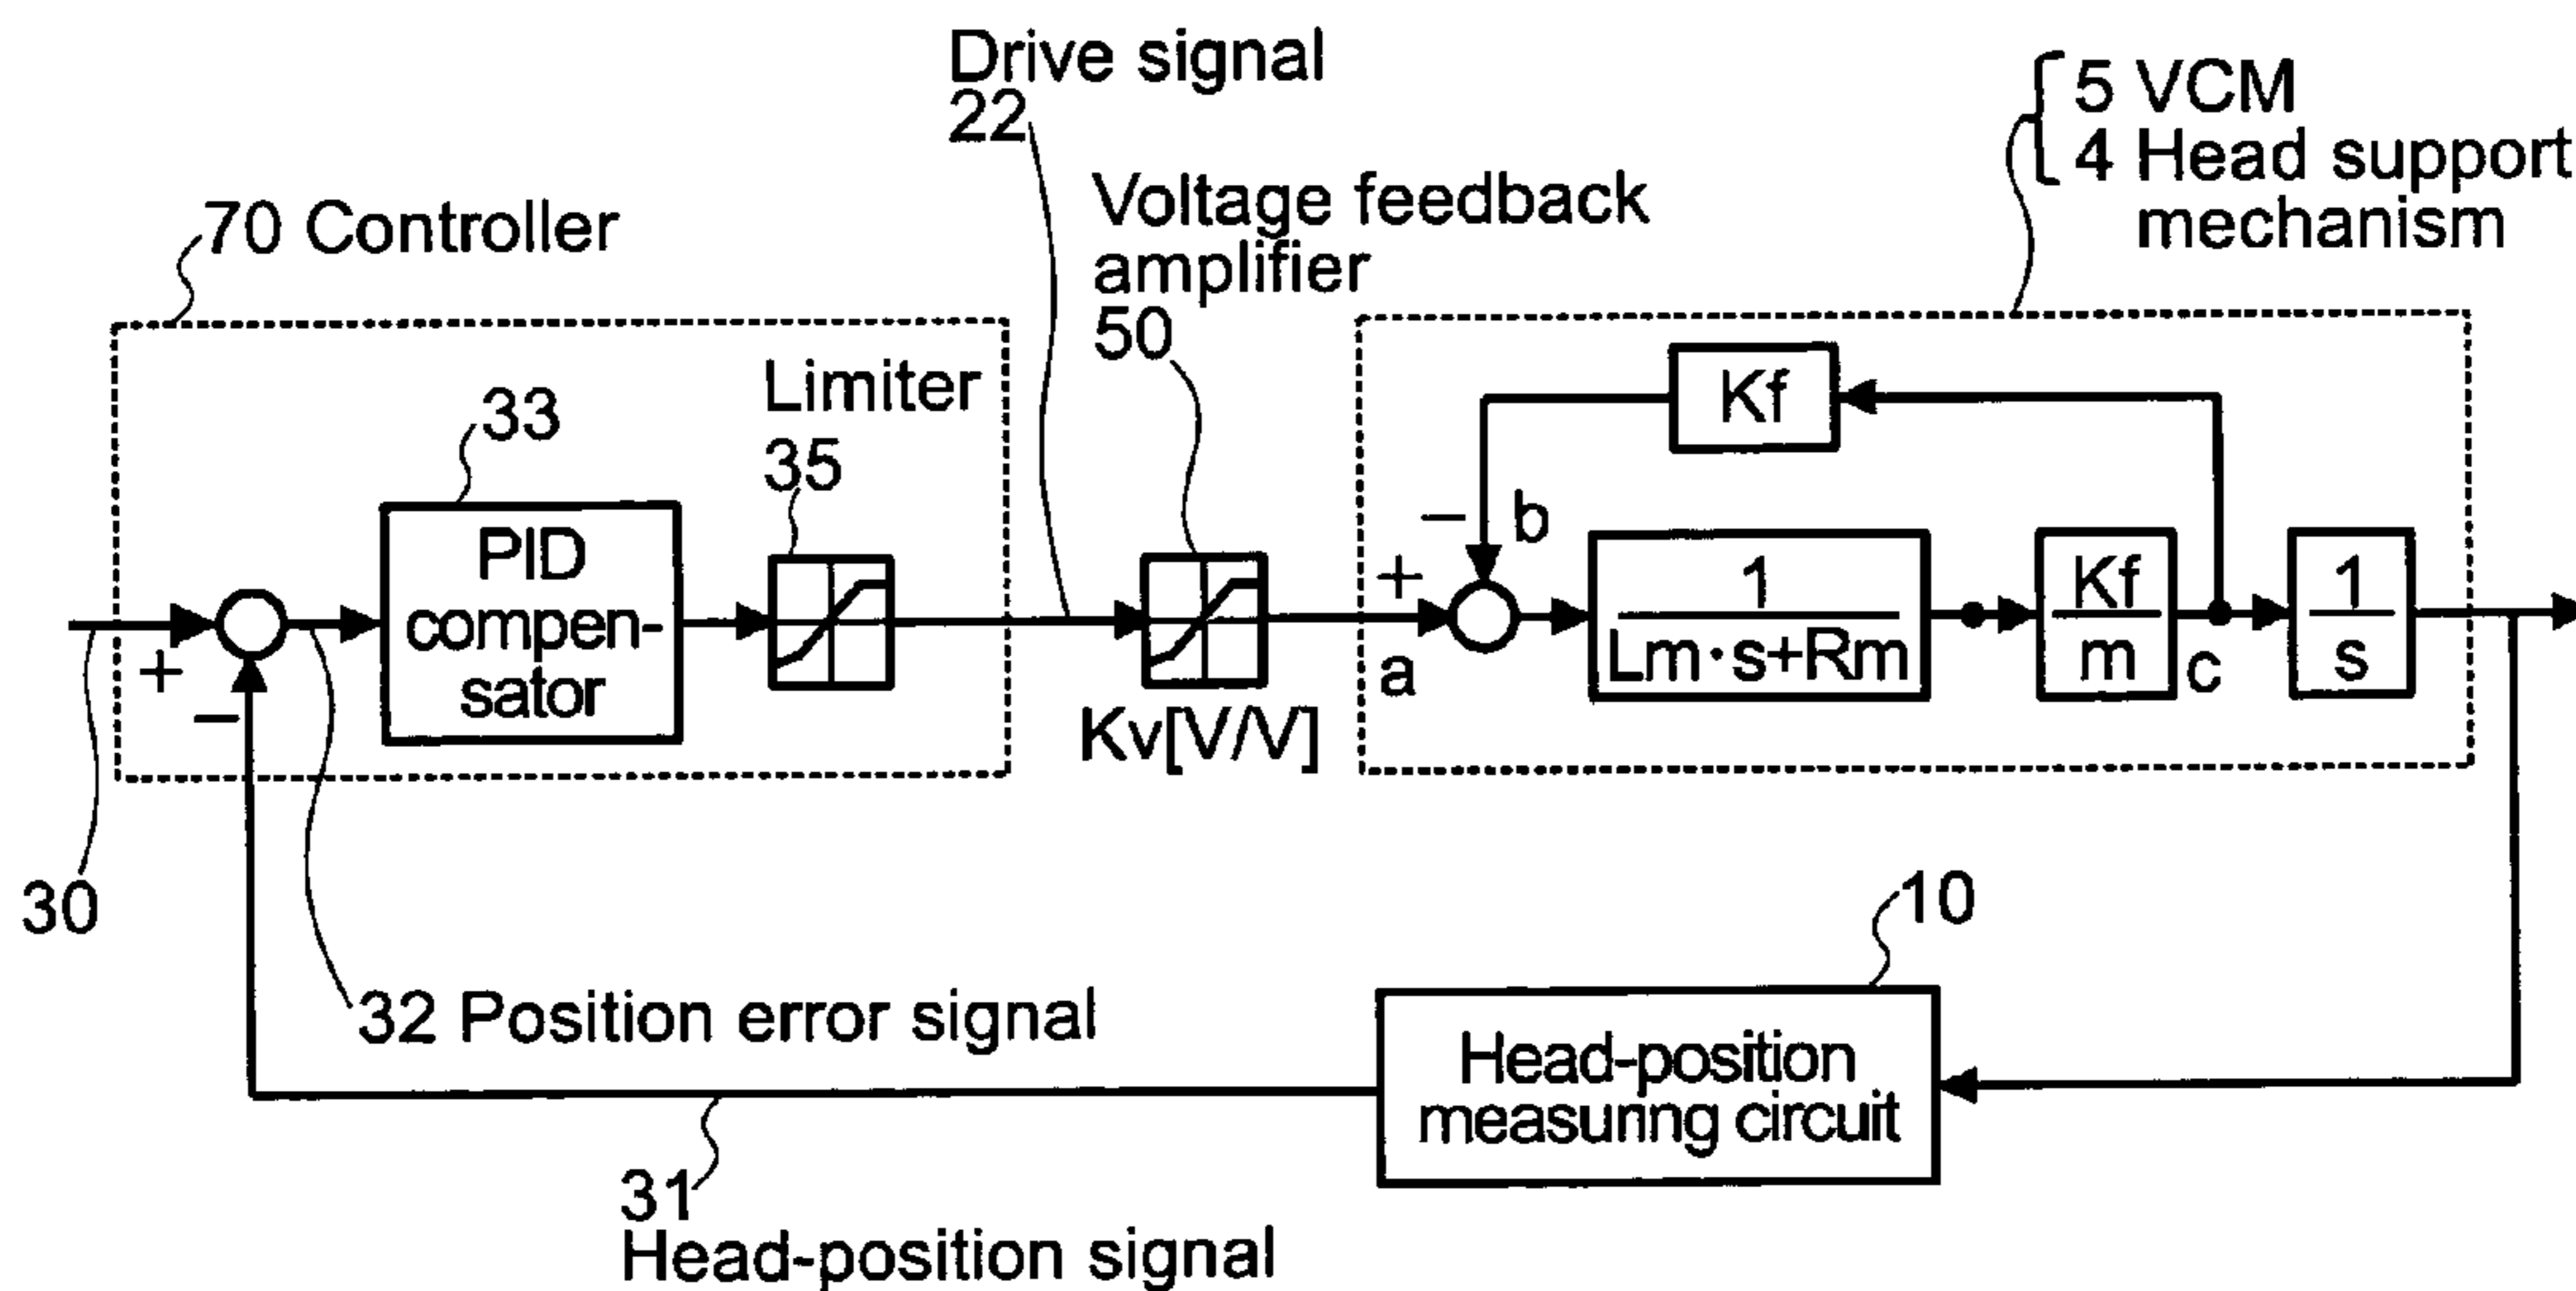 Drive signal
22
5 VCM
4 Head support
mechanism
Voltage feedback
amplifier
50
70 Controller
Limiter
35
33
PID
compen-
sator
Kf
− b
+
a
1
Lm·s+Rm
Kf
m
c
1
s
Kv[V/V]
+
−
30
32 Position error signal
10
Head-position
measuring circuit
31
Head-position signal